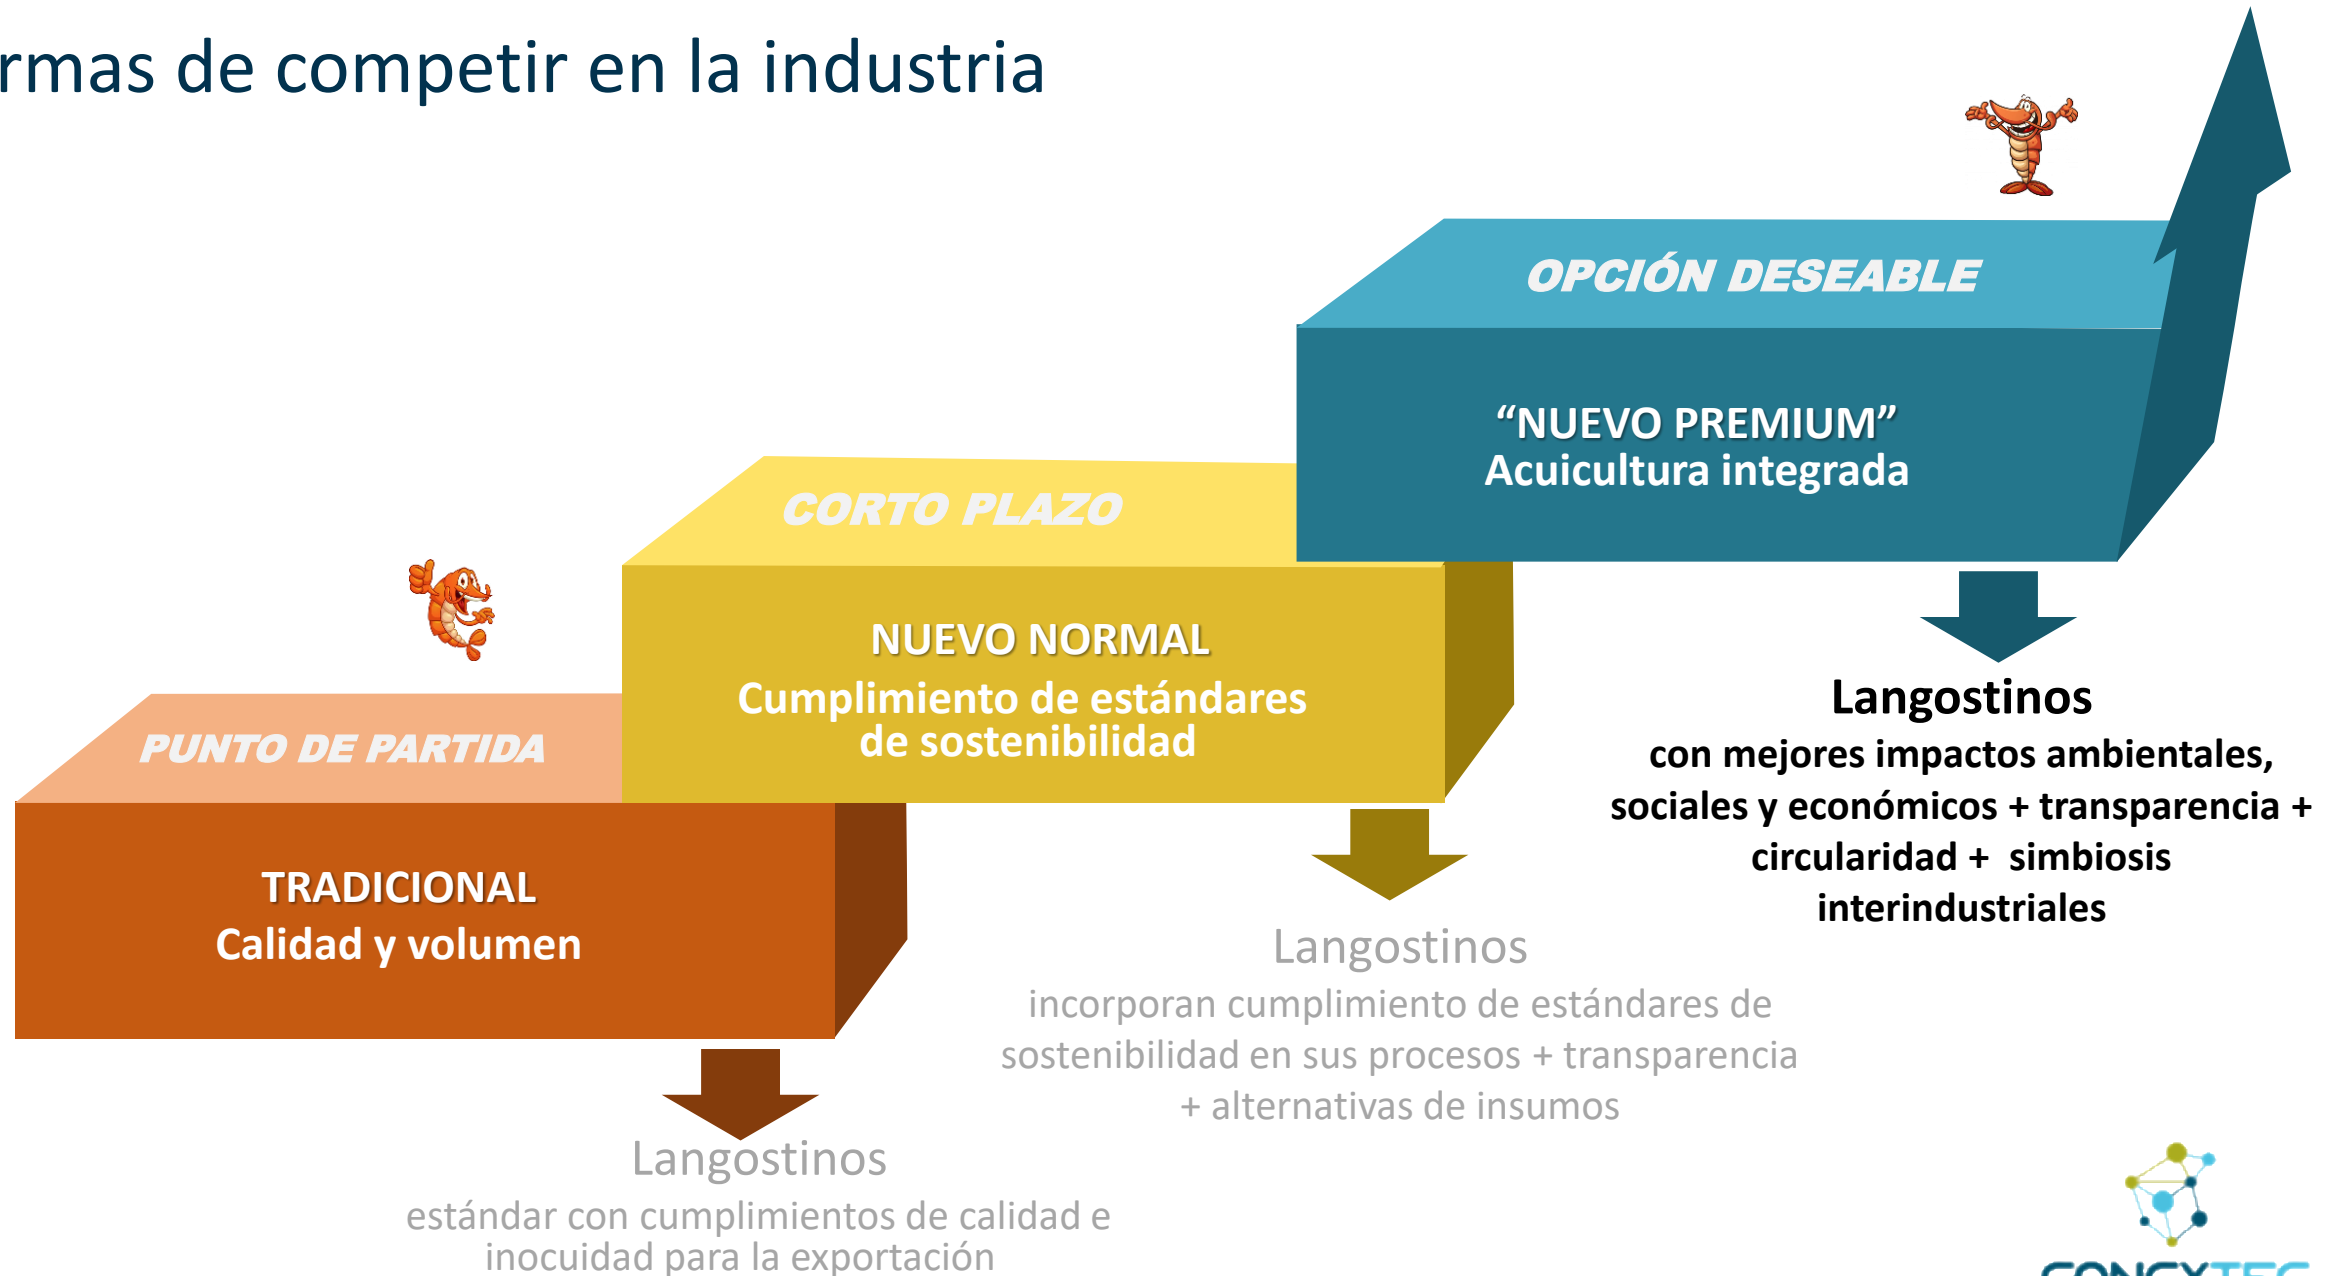 rmas de competir en la industria
OPCIÓN DESEABLE
“NUEVO PREMIUM”
Acuicultura integrada
CORTO PLAZO
NUEVO NORMAL
Cumplimiento de estándares
de sostenibilidad
PUNTO DE PARTIDA
TRADICIONAL
Calidad y volumen
Langostinos
con mejores impactos ambientales,
sociales y económicos + transparencia +
circularidad + simbiosis
interindustriales
Langostinos
incorporan cumplimiento de estándares de
sostenibilidad en sus procesos + transparencia
+ alternativas de insumos
Langostinos
estándar con cumplimientos de calidad e
inocuidad para la exportación